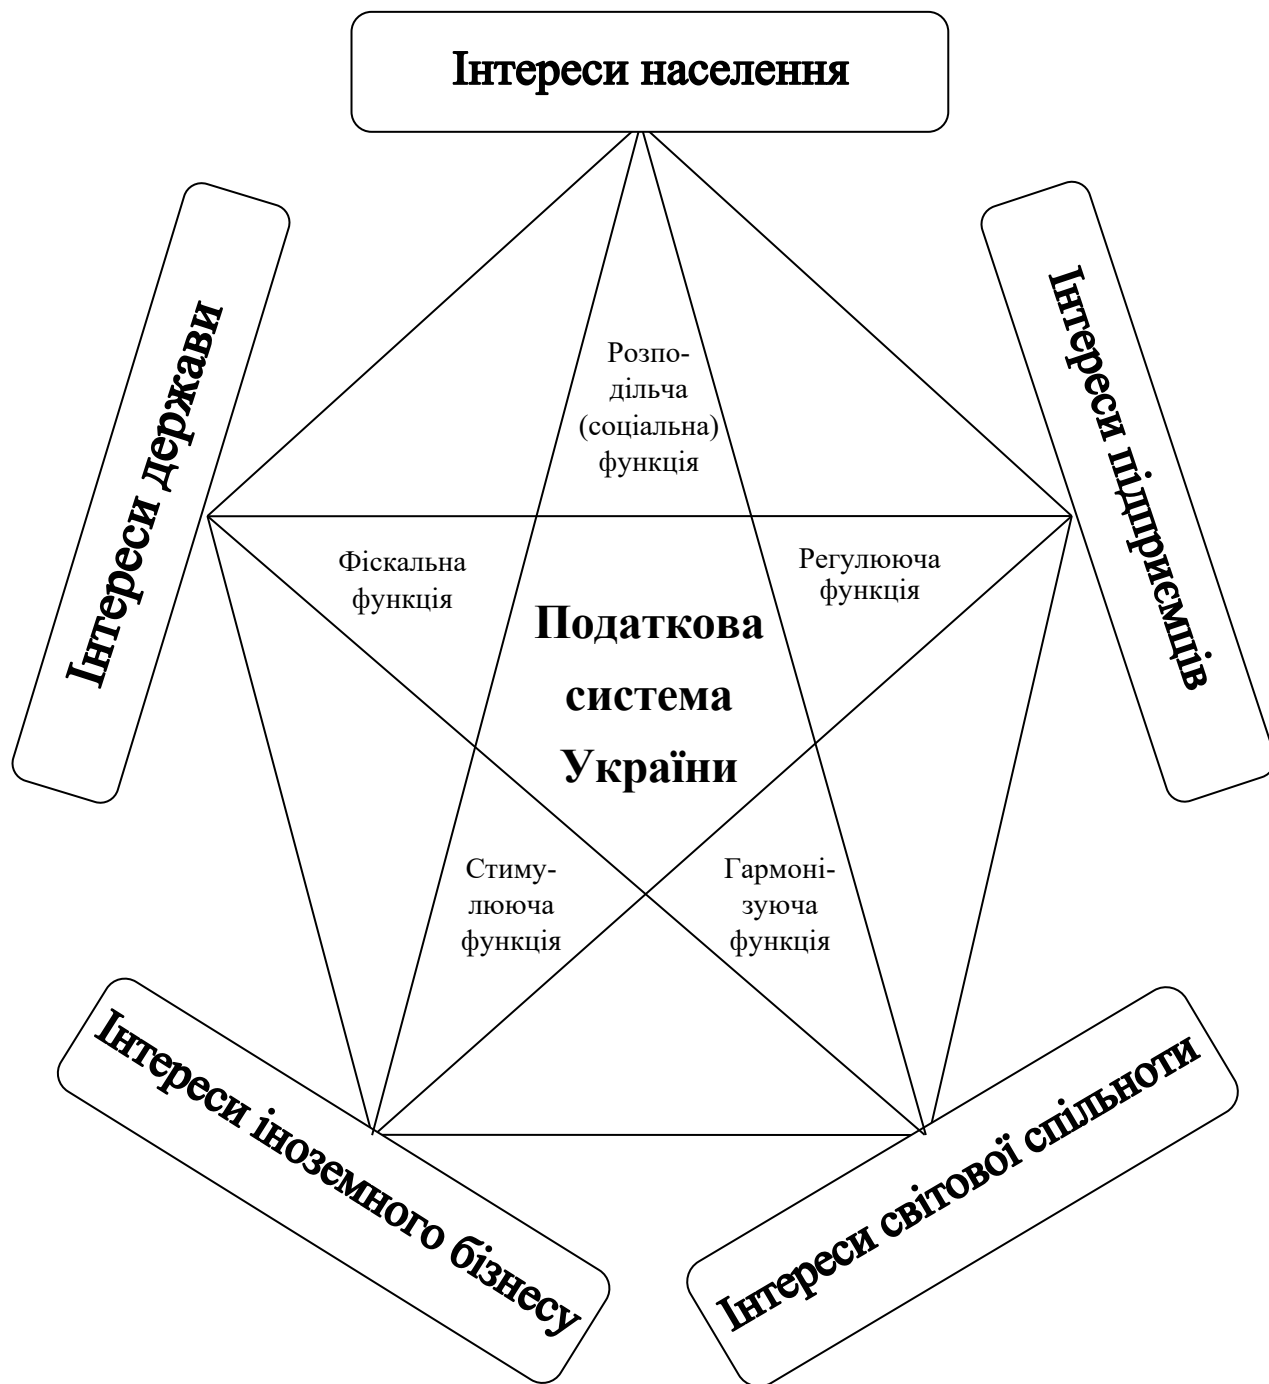 Інтереси населення
Інтереси держави
Інтереси підприємців
Розпо-
дільча
(соціальна)
функція
Фіскальна
функція
Регулююча
функція
Податкова
система
України
Стиму-
лююча
функція
Гармоні-
зуюча
функція
Інтереси іноземного бізнесу
Інтереси світової спільноти